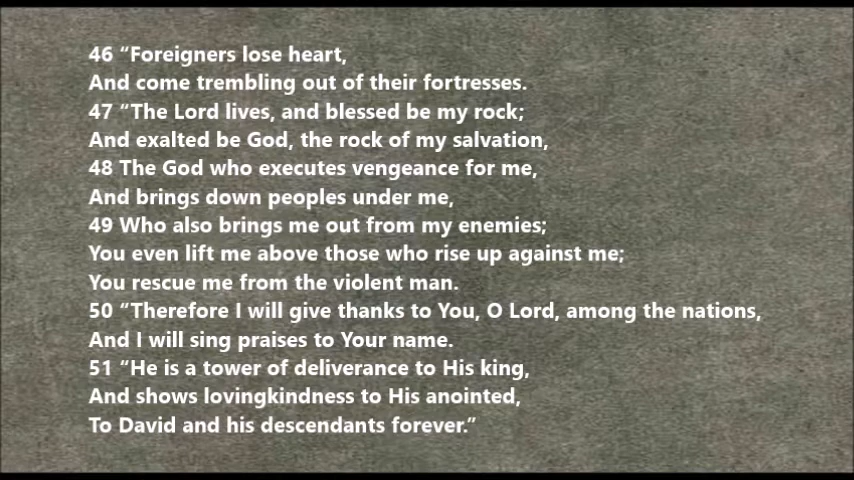 46 “Foreigners lose heart,
And come trembling out of their fortresses.
47 “The Lord lives, and blessed be my rock;
And exalted be God, the rock of my salvation,
48 The God who executes vengeance for me,
And brings down peoples under me,
49 Who also brings me out from my enemies;
You even lift me above those who rise up against me;
You rescue me from the violent man.
50 “Therefore I will give thanks to You, O Lord, among the nations,
And I will sing praises to Your name.
51 “He is a tower of deliverance to His king,
And shows lovingkindness to His anointed,
To David and his descendants forever.”